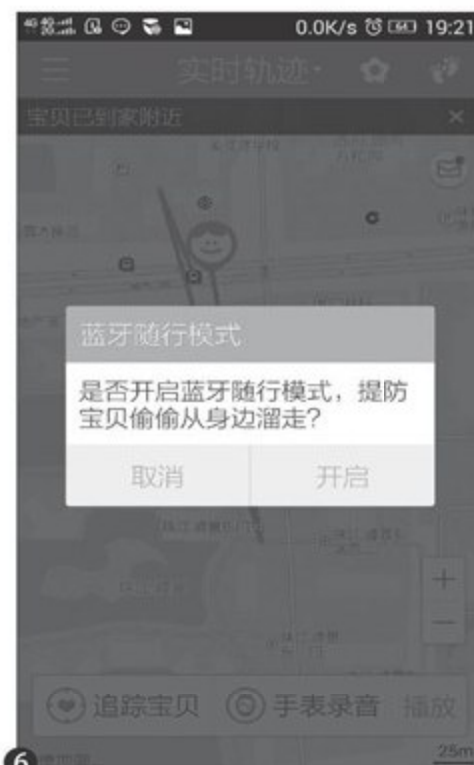 0.0K/s 64 19:21
实时轨迹
宝贝已到家附近 ×
蓝牙随行模式
是否开启蓝牙随行模式，提防
宝贝偷偷从身边溜走?
取消 开启
+
−
追踪宝贝 手表录音 播放
25m
6